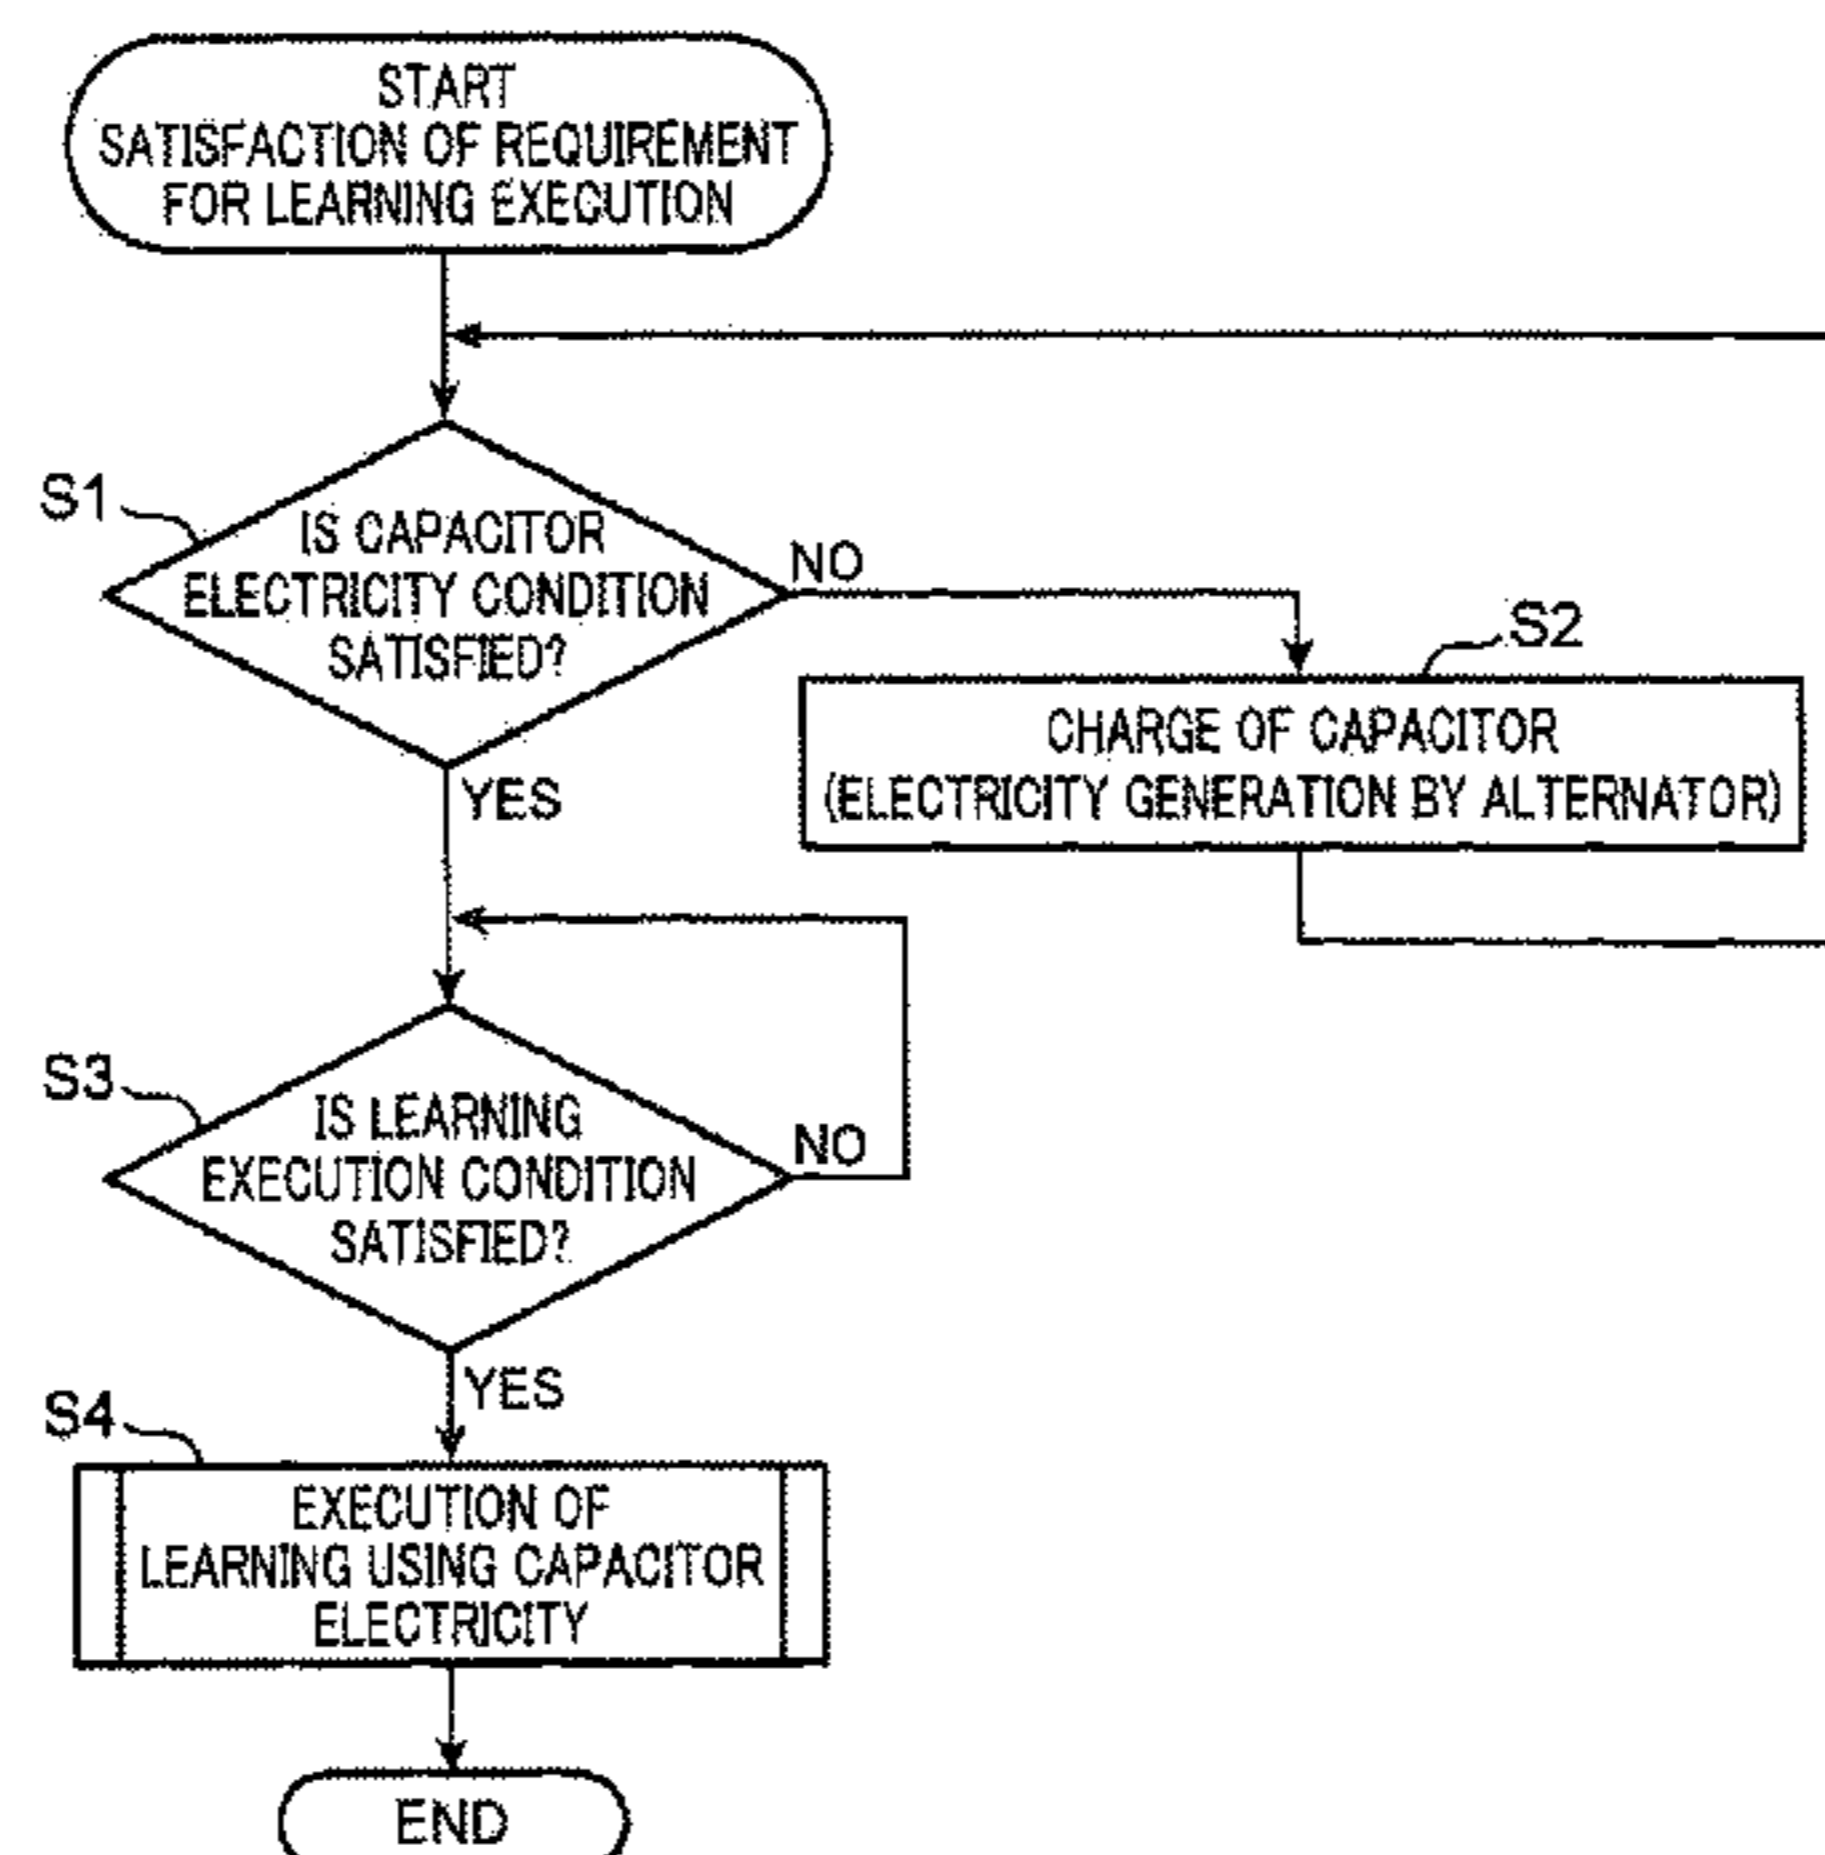 START
SATISFACTION OF REQUIREMENT
FOR LEARNING EXECUTION
S1
IS CAPACITOR
ELECTRICITY CONDITION
SATISFIED?
NO
S2
CHARGE OF CAPACITOR
(ELECTRICITY GENERATION BY ALTERNATOR)
YES
S3
IS LEARNING
EXECUTION CONDITION
SATISFIED?
NO
YES
S4
EXECUTION OF
LEARNING USING CAPACITOR
ELECTRICITY
END